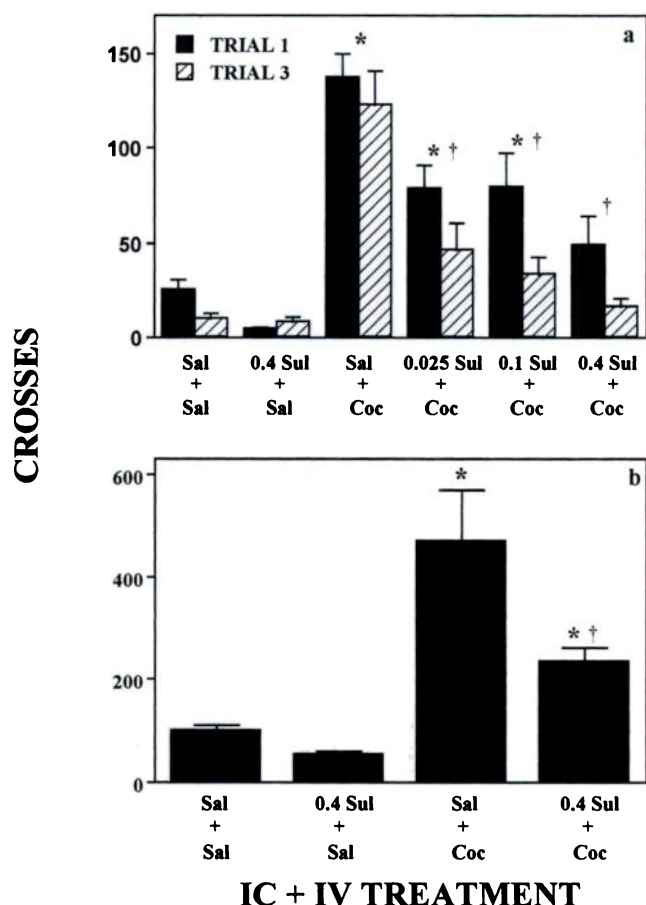 a
TRIAL 1
TRIAL 3
150
100
50
0
* * † * † †
Sal 0.4 Sul Sal 0.025 Sul 0.1 Sul 0.4 Sul
+ + + + + +
Sal Sal Coc Coc Coc Coc
CROSSES
b
600
400
200
0
* * †
Sal 0.4 Sul Sal 0.4 Sul
+ + + +
Sal Sal Coc Coc
IC + IV TREATMENT